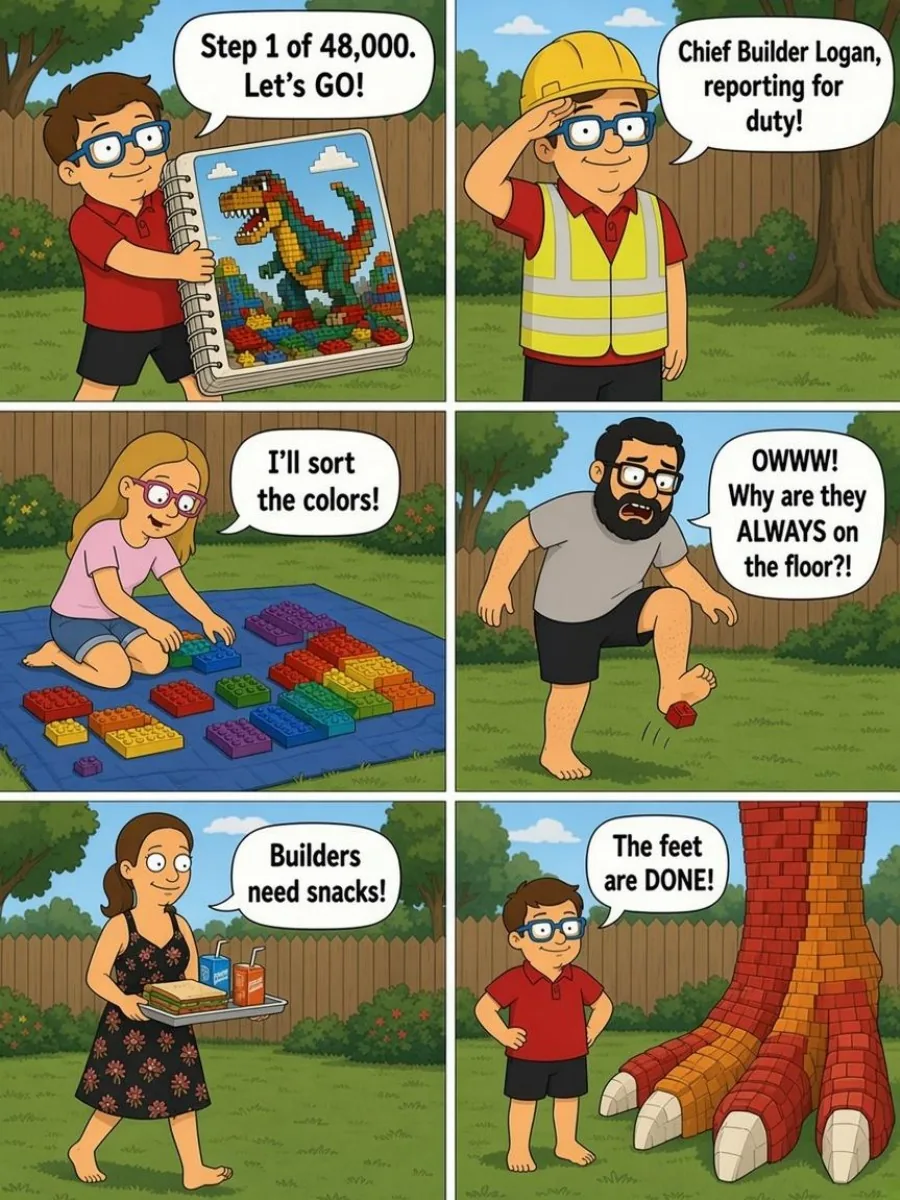 Step 1 of 48,000.
Let's GO!
Chief Builder Logan,
reporting for
duty!
I'll sort
the colors!
OWWW!
Why are they
ALWAYS on
the floor?!
Builders
need snacks!
The feet
are DONE!